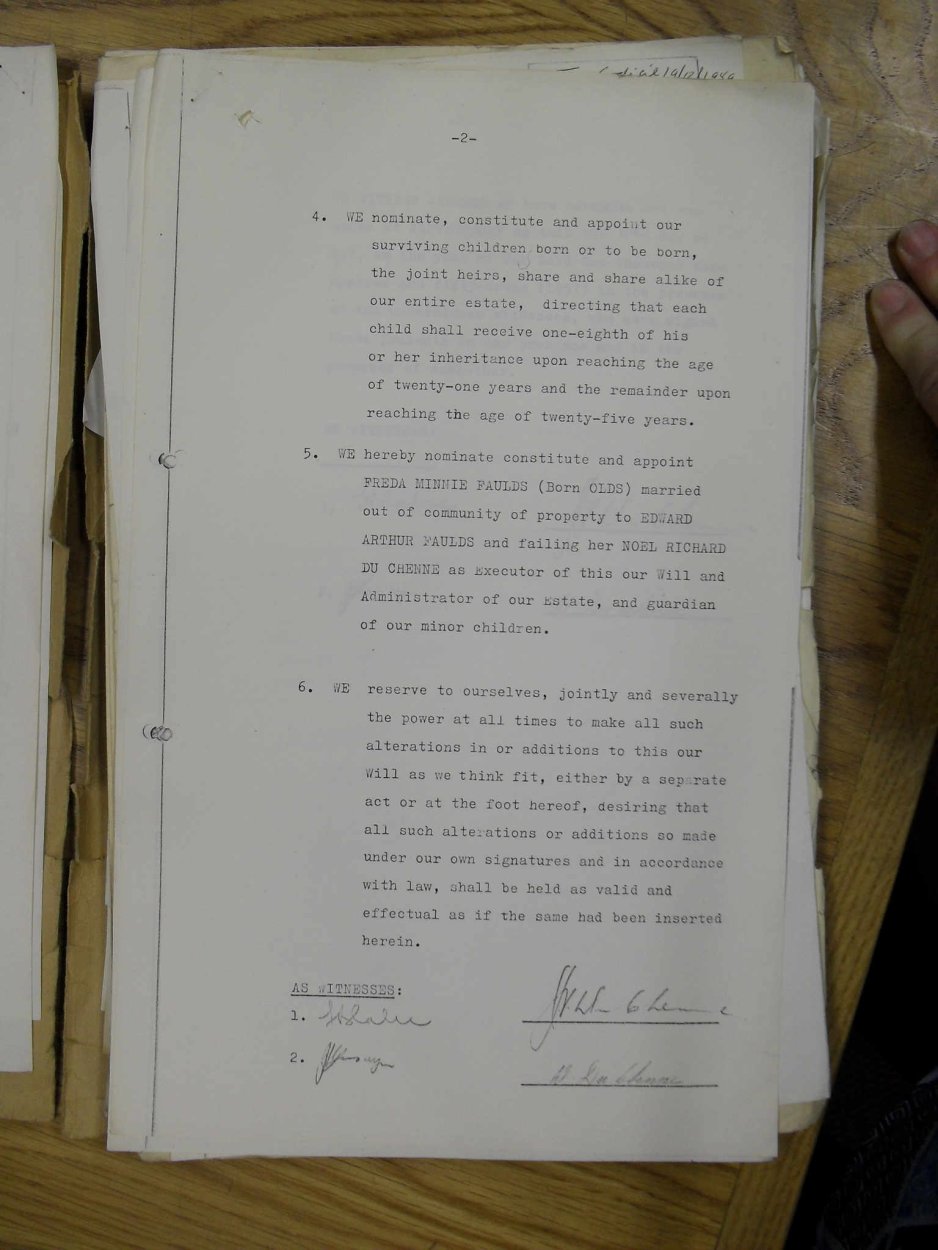 -2-
4. WE nominate, constitute and appoint our
surviving children born or to be born,
the joint heirs, share and share alike of
our entire estate, directing that each
child shall receive one-eighth of his
or her inheritance upon reaching the age
of twenty-one years and the remainder upon
reaching the age of twenty-five years.
5. WE hereby nominate constitute and appoint
FREDA MINNIE FAULDS (Born OLDS) married
out of community of property to EDWARD
ARTHUR FAULDS and failing her NOEL RICHARD
DU CHENNE as Executor of this our Will and
Administrator of our Estate, and guardian
of our minor children.
6. WE reserve to ourselves, jointly and severally
the power at all times to make all such
alterations in or additions to this our
Will as we think fit, either by a separate
act or at the foot hereof, desiring that
all such alterations or additions so made
under our own signatures and in accordance
with law, shall be held as valid and
effectual as if the same had been inserted
herein.
AS WITNESSES:
1.
Du Chenne
2.
Du Chenne